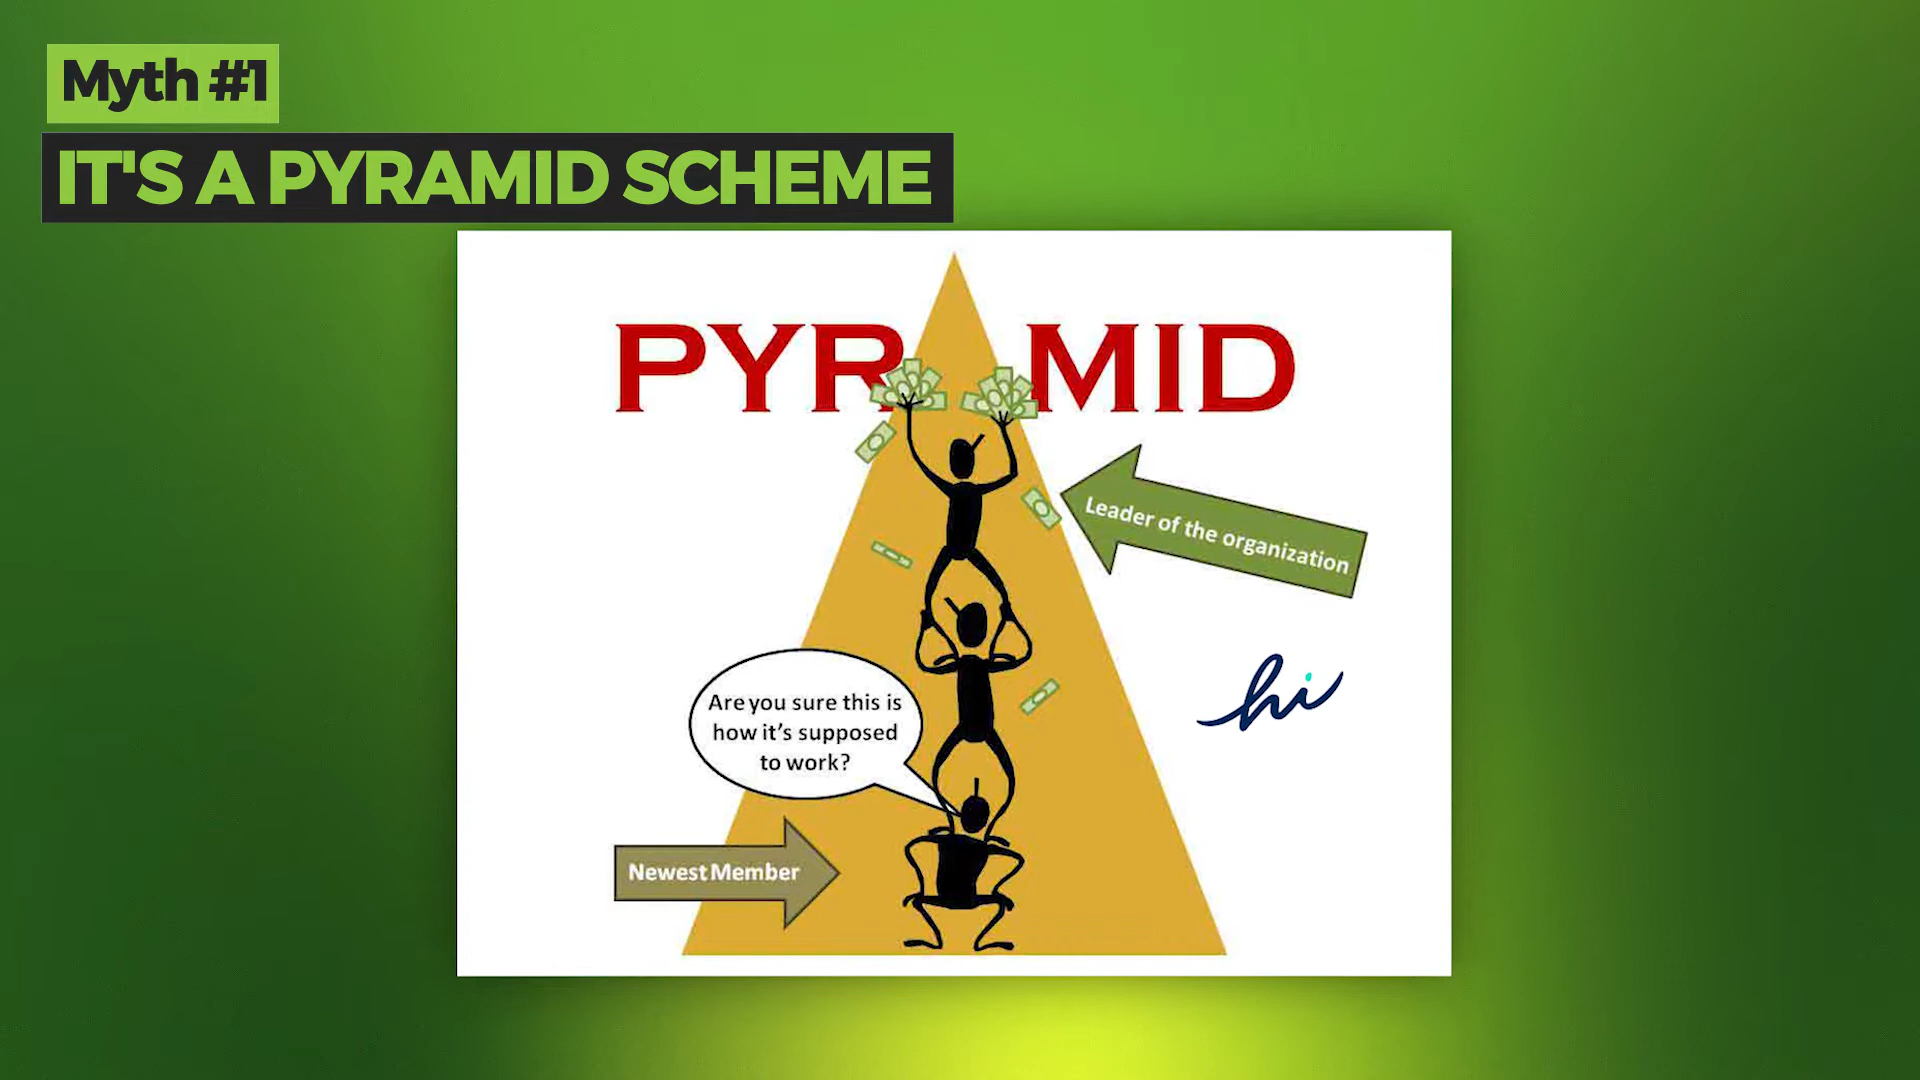 Myth #1
IT'S A PYRAMID SCHEME
PYR MID
Leader of the organization
hi
Are you sure this is
how it's supposed
to work?
Newest Member